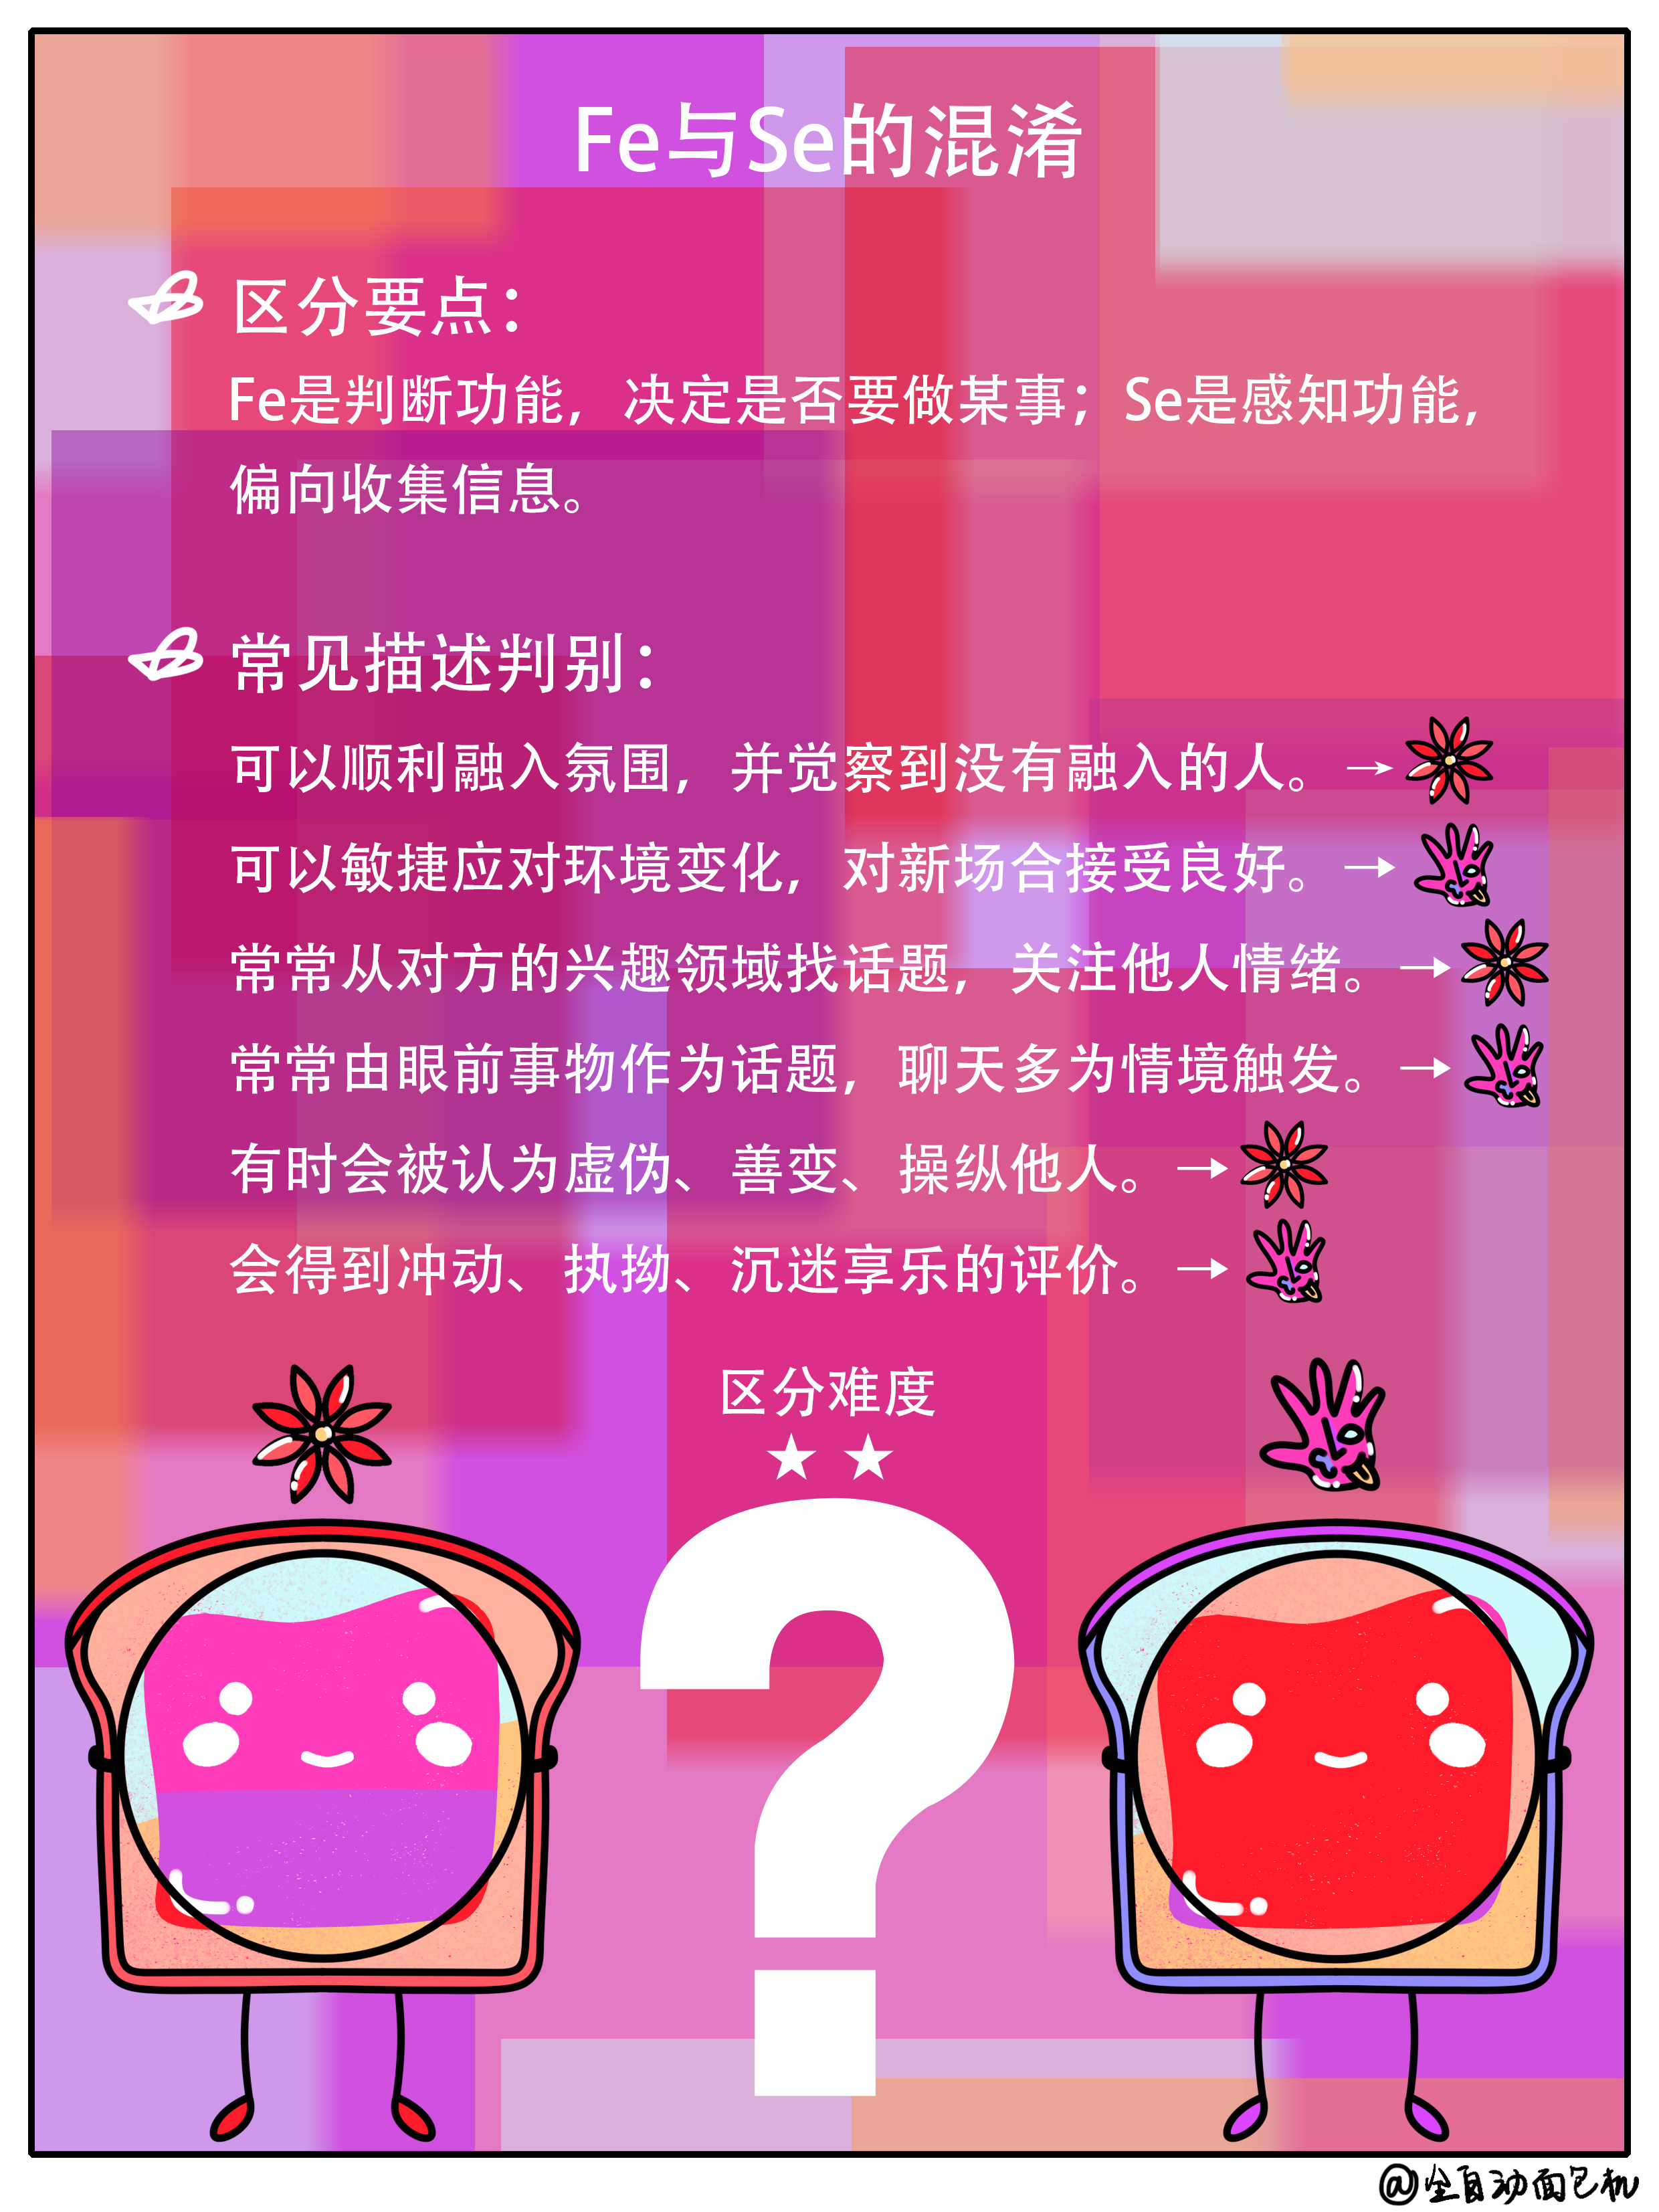 Fe与Se的混淆
区分要点：
Fe是判断功能，决定是否要做某事；Se是感知功能，
偏向收集信息。
常见描述判别：
可以顺利融入氛围，并觉察到没有融入的人。→
可以敏捷应对环境变化，对新场合接受良好。→
常常从对方的兴趣领域找话题，关注他人情绪。→
常常由眼前事物作为话题，聊天多为情境触发。→
有时会被认为虚伪、善变、操纵他人。→
会得到冲动、执拗、沉迷享乐的评价。→
区分难度
★ ★
?
@全自动面包机